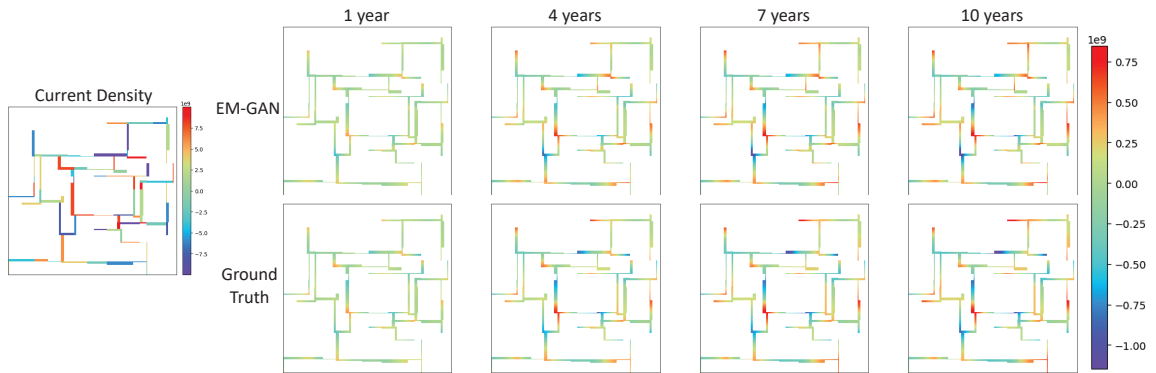 1 year
4 years
7 years
10 years
1e9
0.75
0.50
0.25
0.00
−0.25
−0.50
−0.75
−1.00
EM-GAN
Current Density
7.5
5.0
2.5
0.0
−2.5
−5.0
−7.5
Ground
Truth